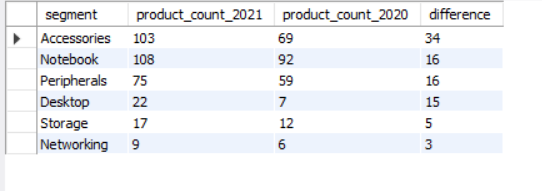 segment product_count_2021 product_count_2020 difference
Accessories 103 69 34
Notebook 108 92 16
Peripherals 75 59 16
Desktop 22 7 15
Storage 17 12 5
Networking 9 6 3